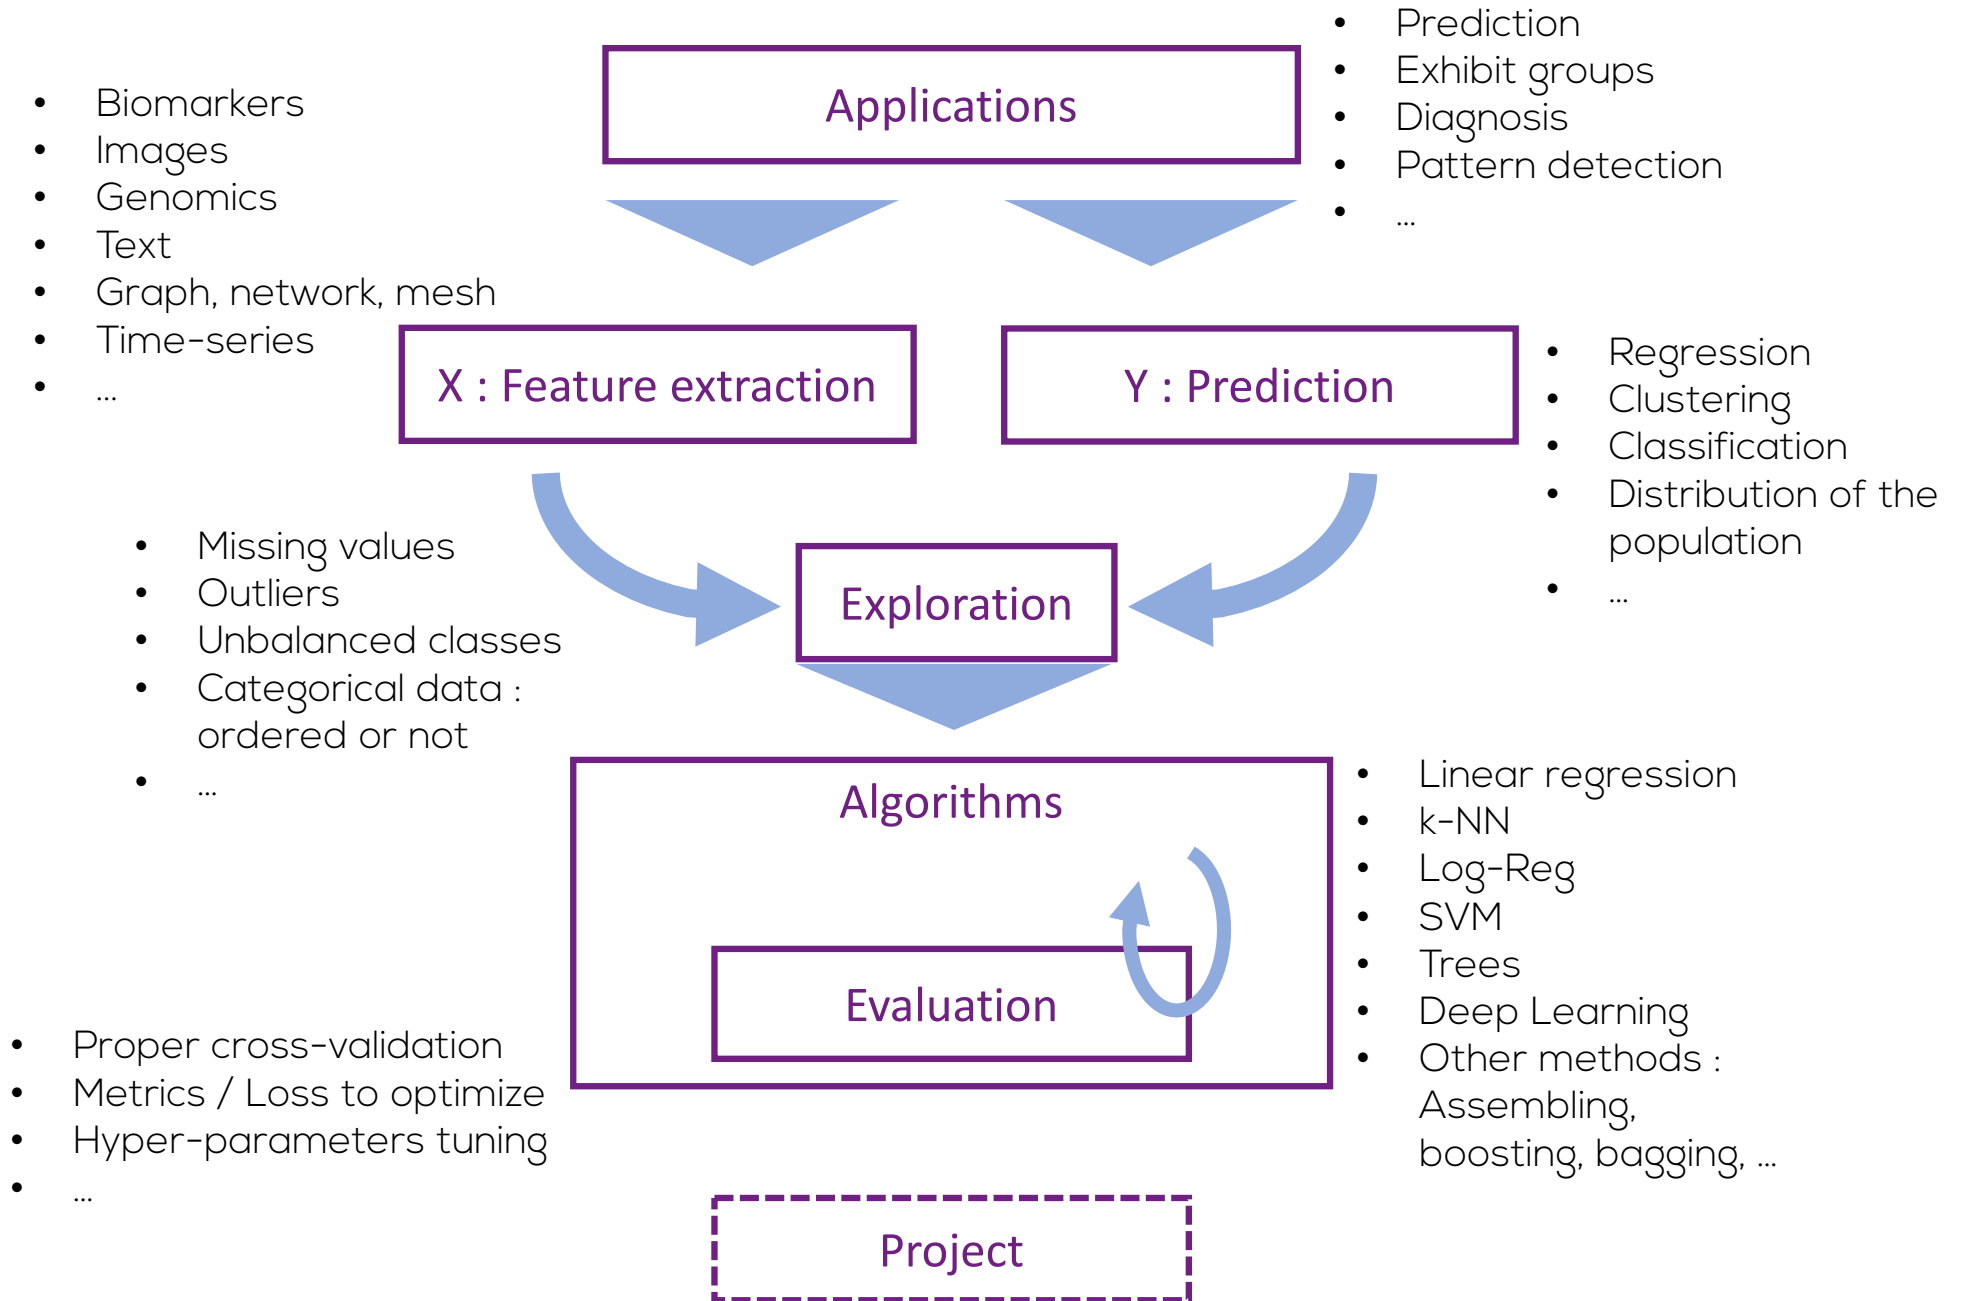 Applications
• Prediction
• Exhibit groups
• Diagnosis
• Pattern detection
• ...
• Biomarkers
• Images
• Genomics
• Text
• Graph, network, mesh
• Time-series
• ...
X : Feature extraction
Y : Prediction
• Regression
• Clustering
• Classification
• Distribution of the
population
• ...
• Missing values
• Outliers
• Unbalanced classes
• Categorical data :
ordered or not
• ...
Exploration
Algorithms
• Linear regression
• k-NN
• Log-Reg
• SVM
• Trees
• Deep Learning
• Other methods :
Assembling,
boosting, bagging, ...
Evaluation
• Proper cross-validation
• Metrics / Loss to optimize
• Hyper-parameters tuning
• ...
Project